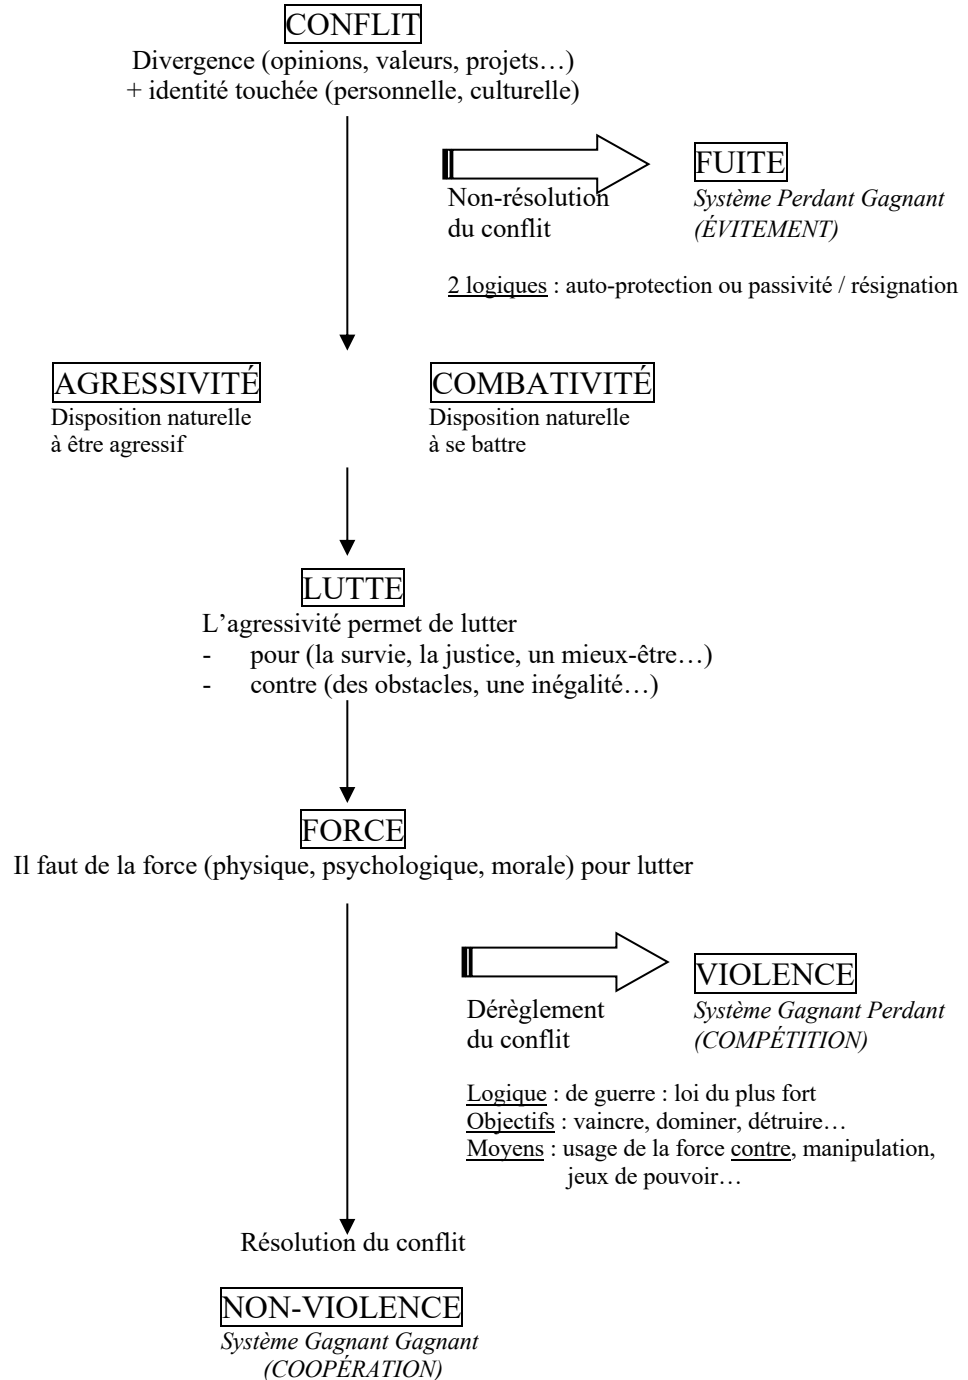 CONFLIT
Divergence (opinions, valeurs, projets…)
+ identité touchée (personnelle, culturelle)
FUITE
Non-résolution
du conflit
Système Perdant Gagnant
(ÉVITEMENT)
2 logiques : auto-protection ou passivité / résignation
AGRESSIVITÉ
Disposition naturelle
à être agressif
COMBATIVITÉ
Disposition naturelle
à se battre
LUTTE
L’agressivité permet de lutter
- pour (la survie, la justice, un mieux-être…)
- contre (des obstacles, une inégalité…)
FORCE
Il faut de la force (physique, psychologique, morale) pour lutter
VIOLENCE
Dérèglement
du conflit
Système Gagnant Perdant
(COMPÉTITION)
Logique : de guerre : loi du plus fort
Objectifs : vaincre, dominer, détruire…
Moyens : usage de la force contre, manipulation,
jeux de pouvoir…
Résolution du conflit
NON-VIOLENCE
Système Gagnant Gagnant
(COOPÉRATION)